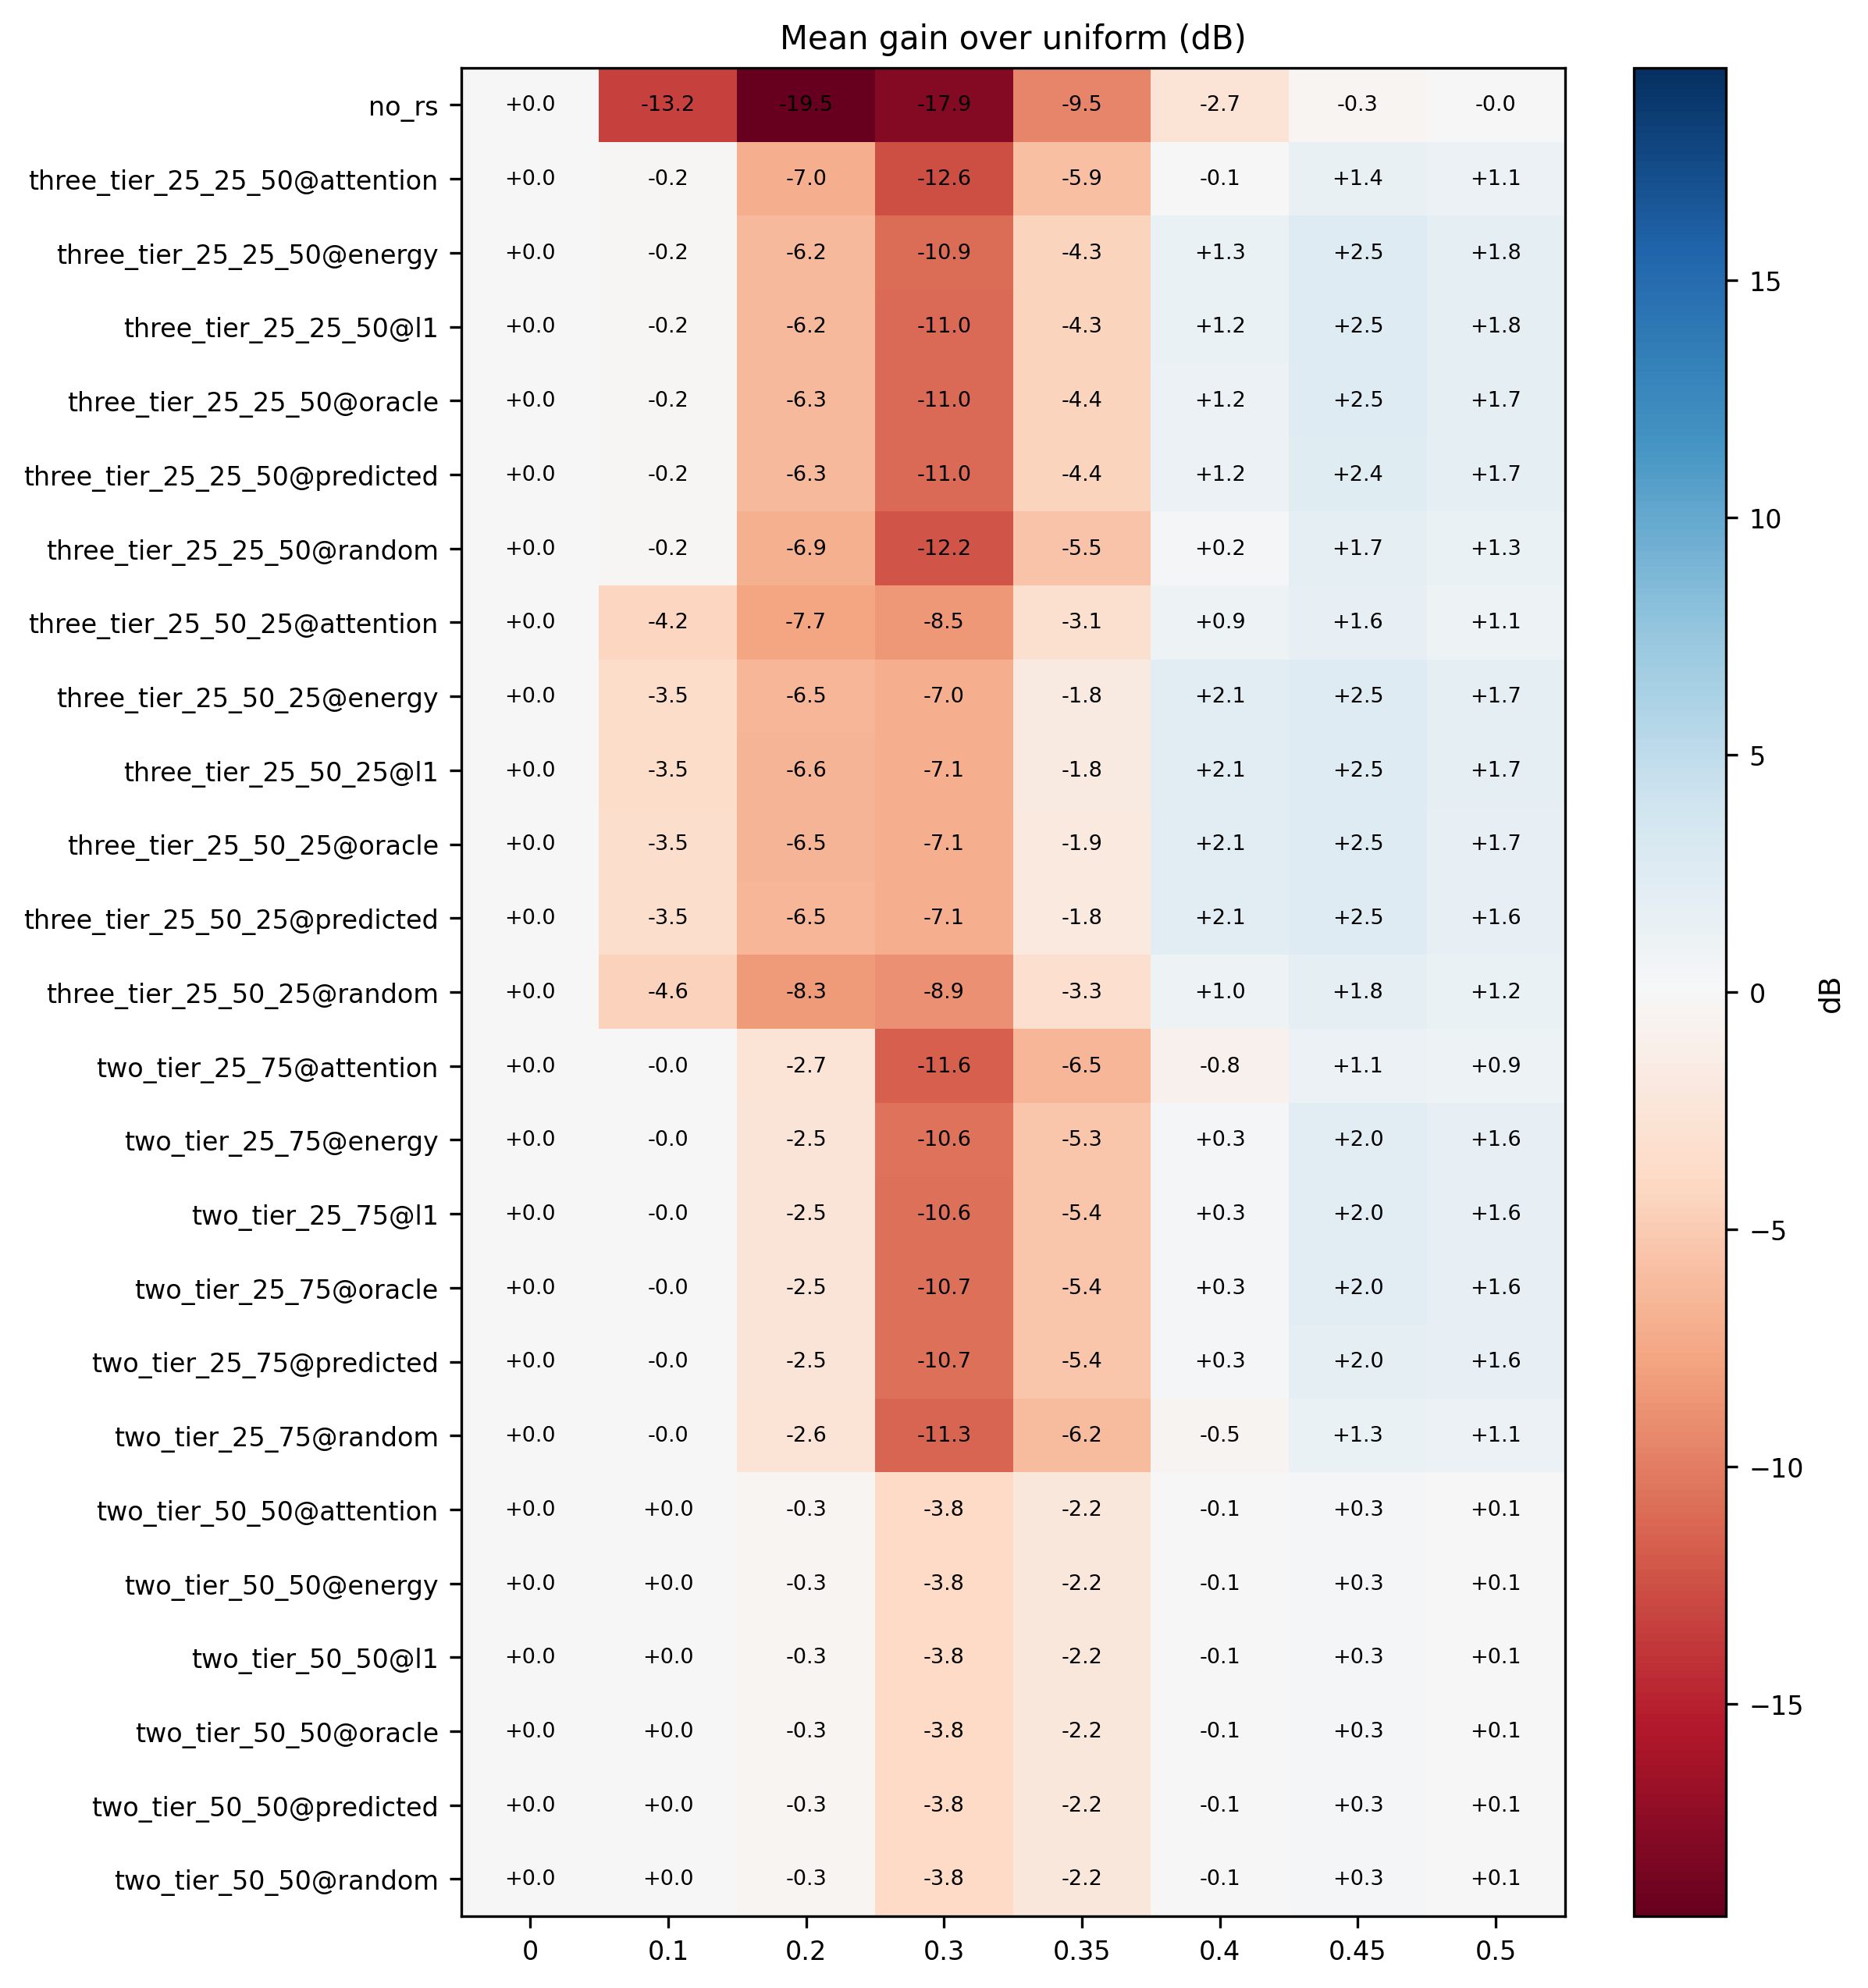 Mean gain over uniform (dB)
no_rs +0.0 -13.2 -19.5 -17.9 -9.5 -2.7 -0.3 -0.0
three_tier_25_25_50@attention +0.0 -0.2 -7.0 -12.6 -5.9 -0.1 +1.4 +1.1
three_tier_25_25_50@energy +0.0 -0.2 -6.2 -10.9 -4.3 +1.3 +2.5 +1.8
three_tier_25_25_50@l1 +0.0 -0.2 -6.2 -11.0 -4.3 +1.2 +2.5 +1.8
three_tier_25_25_50@oracle +0.0 -0.2 -6.3 -11.0 -4.4 +1.2 +2.5 +1.7
three_tier_25_25_50@predicted +0.0 -0.2 -6.3 -11.0 -4.4 +1.2 +2.4 +1.7
three_tier_25_25_50@random +0.0 -0.2 -6.9 -12.2 -5.5 +0.2 +1.7 +1.3
three_tier_25_50_25@attention +0.0 -4.2 -7.7 -8.5 -3.1 +0.9 +1.6 +1.1
three_tier_25_50_25@energy +0.0 -3.5 -6.5 -7.0 -1.8 +2.1 +2.5 +1.7
three_tier_25_50_25@l1 +0.0 -3.5 -6.6 -7.1 -1.8 +2.1 +2.5 +1.7
three_tier_25_50_25@oracle +0.0 -3.5 -6.5 -7.1 -1.9 +2.1 +2.5 +1.7
three_tier_25_50_25@predicted +0.0 -3.5 -6.5 -7.1 -1.8 +2.1 +2.5 +1.6
three_tier_25_50_25@random +0.0 -4.6 -8.3 -8.9 -3.3 +1.0 +1.8 +1.2
two_tier_25_75@attention +0.0 -0.0 -2.7 -11.6 -6.5 -0.8 +1.1 +0.9
two_tier_25_75@energy +0.0 -0.0 -2.5 -10.6 -5.3 +0.3 +2.0 +1.6
two_tier_25_75@l1 +0.0 -0.0 -2.5 -10.6 -5.4 +0.3 +2.0 +1.6
two_tier_25_75@oracle +0.0 -0.0 -2.5 -10.7 -5.4 +0.3 +2.0 +1.6
two_tier_25_75@predicted +0.0 -0.0 -2.5 -10.7 -5.4 +0.3 +2.0 +1.6
two_tier_25_75@random +0.0 -0.0 -2.6 -11.3 -6.2 -0.5 +1.3 +1.1
two_tier_50_50@attention +0.0 +0.0 -0.3 -3.8 -2.2 -0.1 +0.3 +0.1
two_tier_50_50@energy +0.0 +0.0 -0.3 -3.8 -2.2 -0.1 +0.3 +0.1
two_tier_50_50@l1 +0.0 +0.0 -0.3 -3.8 -2.2 -0.1 +0.3 +0.1
two_tier_50_50@oracle +0.0 +0.0 -0.3 -3.8 -2.2 -0.1 +0.3 +0.1
two_tier_50_50@predicted +0.0 +0.0 -0.3 -3.8 -2.2 -0.1 +0.3 +0.1
two_tier_50_50@random +0.0 +0.0 -0.3 -3.8 -2.2 -0.1 +0.3 +0.1
0 0.1 0.2 0.3 0.35 0.4 0.45 0.5
15
10
5
0
−5
−10
−15
dB